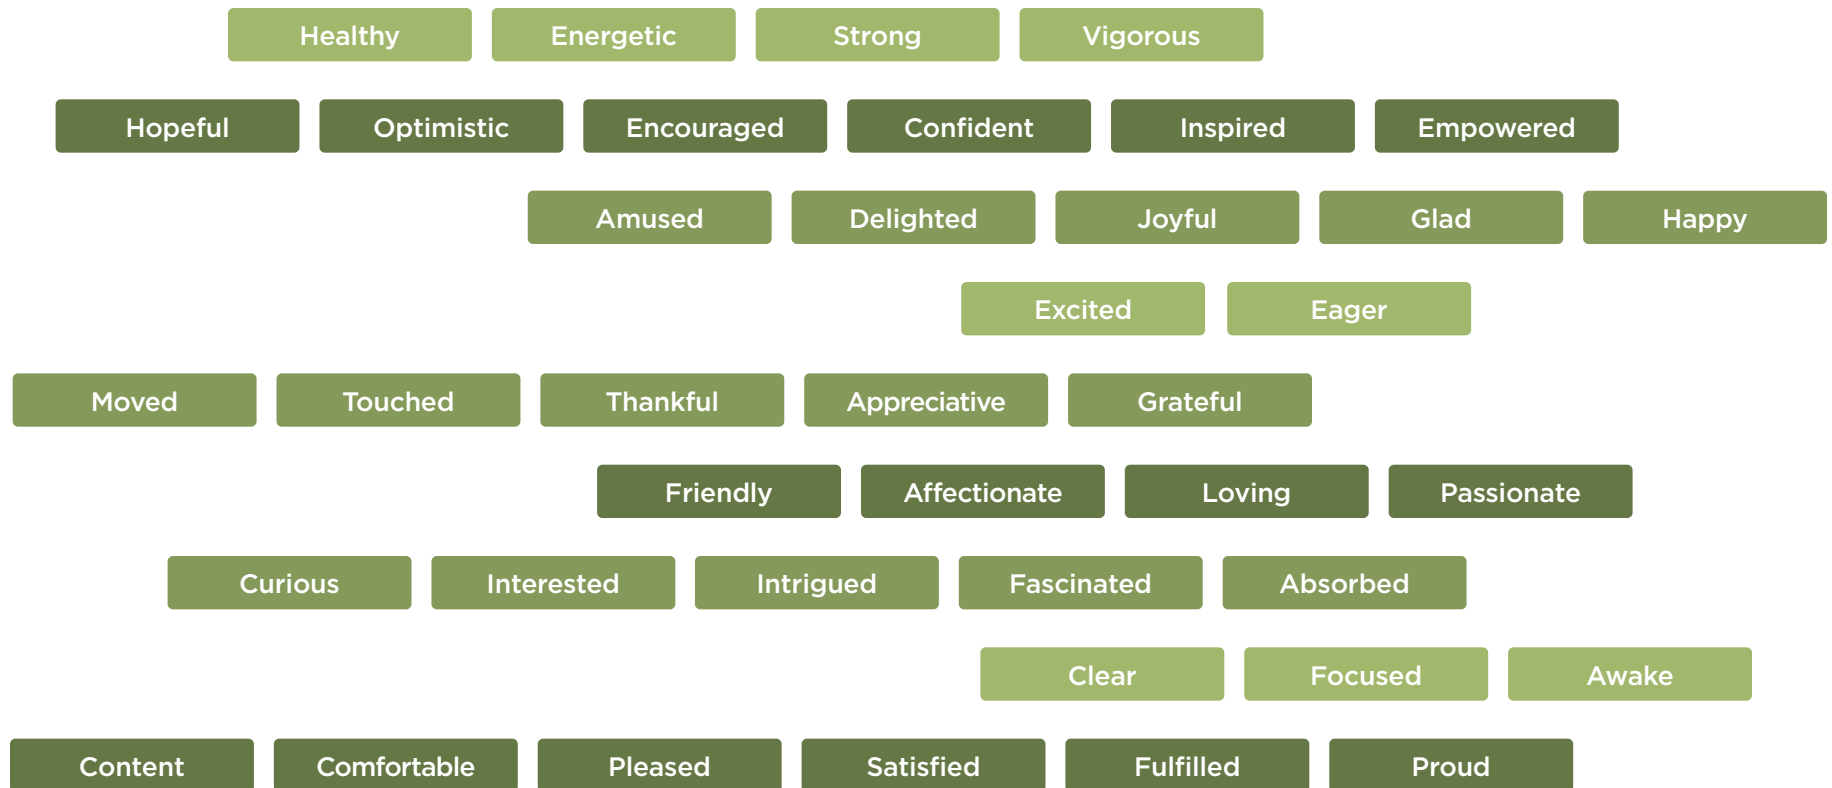 Healthy Energetic Strong Vigorous
Hopeful Optimistic Encouraged Confident Inspired Empowered
Amused Delighted Joyful Glad Happy
Excited Eager
Moved Touched Thankful Appreciative Grateful
Friendly Affectionate Loving Passionate
Curious Interested Intrigued Fascinated Absorbed
Clear Focused Awake
Content Comfortable Pleased Satisfied Fulfilled Proud